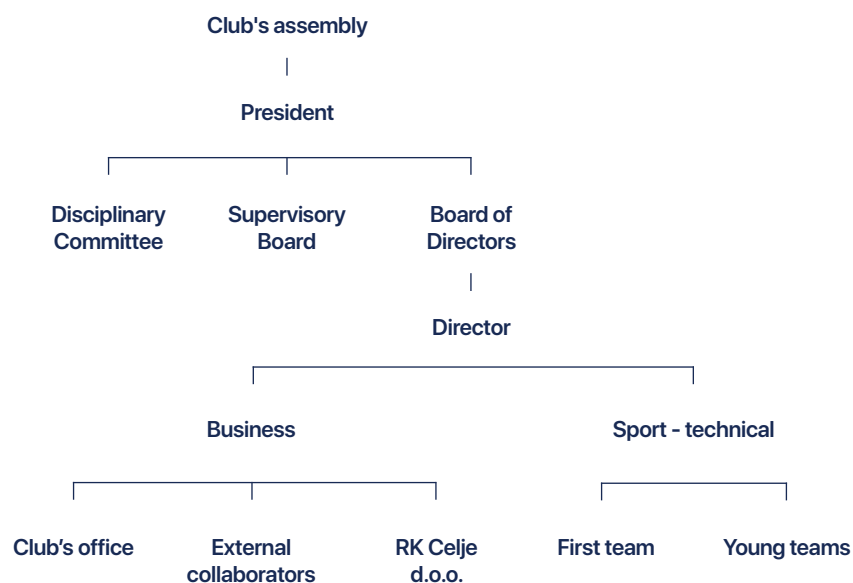 Club's assembly
President
Disciplinary
Committee
Supervisory
Board
Board of
Directors
Director
Business
Sport - technical
Club’s office
External
collaborators
RK Celje
d.o.o.
First team
Young teams